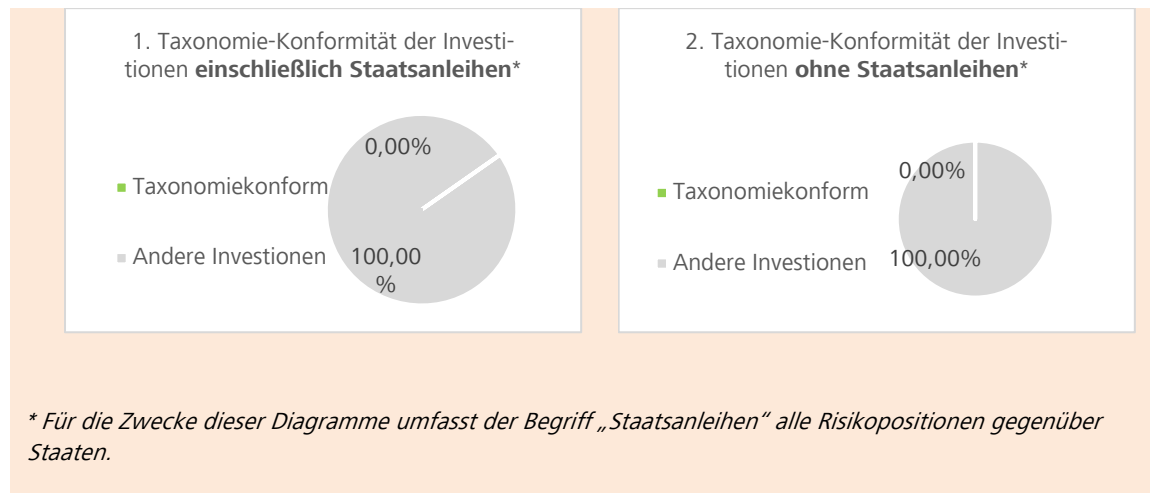 1. Taxonomie-Konformität der Investi-
tionen einschließlich Staatsanleihen*
0,00%
Taxonomiekonform
Andere Investionen
100,00
%
2. Taxonomie-Konformität der Investi-
tionen ohne Staatsanleihen*
0,00%
Taxonomiekonform
Andere Investionen
100,00%
* Für die Zwecke dieser Diagramme umfasst der Begriff „Staatsanleihen“ alle Risikopositionen gegenüber
Staaten.